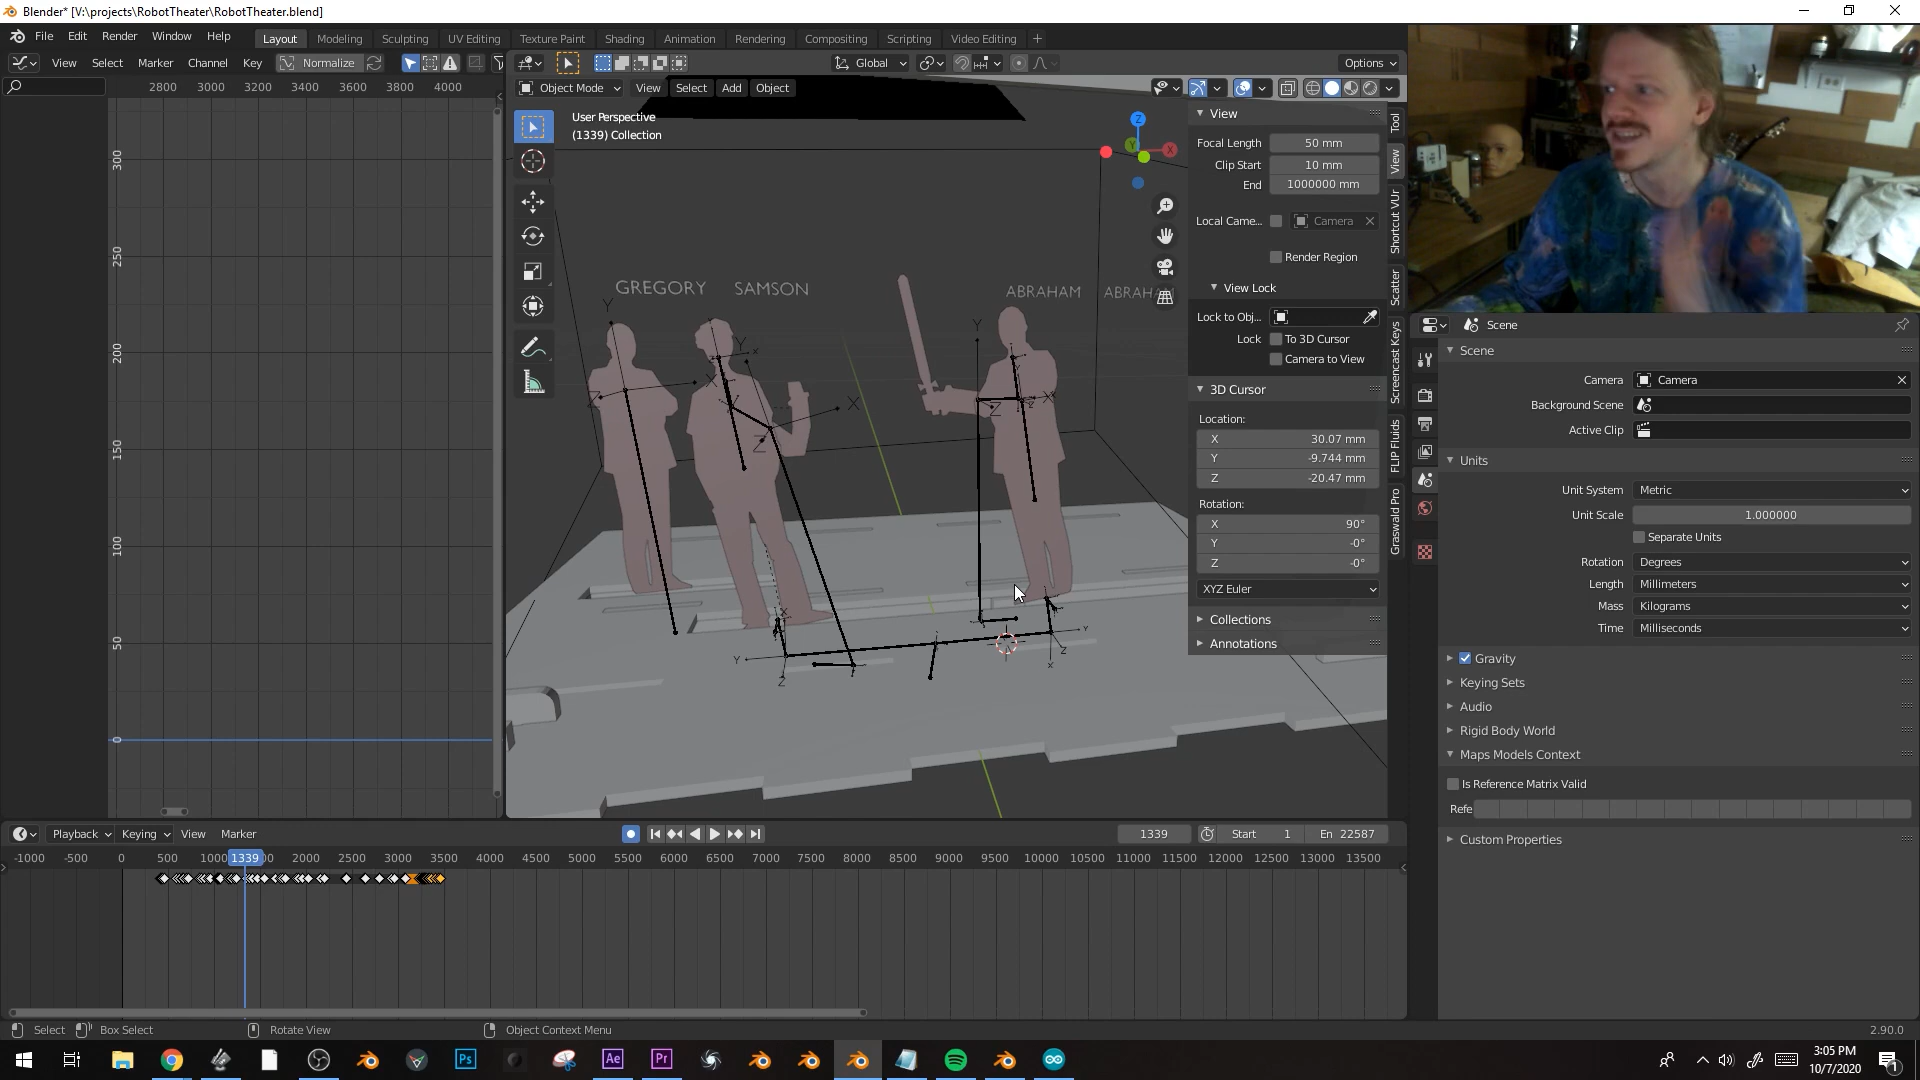 Blender* [V:\projects\RobotTheater\RobotTheater.blend]
File Edit Render Window Help
Layout Modeling Sculpting UV Editing Texture Paint Shading Animation Rendering Compositing Scripting Video Editing +
View Select Marker Channel Key Normalize
Global
Options
2800 3000 3200 3400 3600 3800 4000
Object Mode View Select Add Object
User Perspective
(1339) Collection
300
250
200
150
100
50
0
GREGORY SAMSON ABRAHAM ABRAHAM
Z
Y
X
View
Focal Length 50 mm
Clip Start 10 mm
End 1000000 mm
Local Came... Camera
Render Region
View Lock
Lock to Obj...
Lock To 3D Cursor
Camera to View
3D Cursor
Location:
X 30.07 mm
Y -9.744 mm
Z -20.47 mm
Rotation:
X 90°
Y -0°
Z -0°
XYZ Euler
Collections
Annotations
Tool
View
Shortcut VUr
Scatter
Screencast Keys
FLIP Fluids
Graswald Pro
Scene
Scene
Camera Camera
Background Scene
Active Clip
Units
Unit System Metric
Unit Scale 1.000000
Separate Units
Rotation Degrees
Length Millimeters
Mass Kilograms
Time Milliseconds
Gravity
Keying Sets
Audio
Rigid Body World
Maps Models Context
Is Reference Matrix Valid
Refe
Custom Properties
Playback Keying View Marker
1339 Start 1 En 22587
-1000 -500 0 500 1000 1339 2000 2500 3000 3500 4000 4500 5000 5500 6000 6500 7000 7500 8000 8500 9000 9500 10000 10500 11000 11500 12000 12500 13000 13500
Select Box Select Rotate View Object Context Menu 2.90.0
Ps Ae Pr
3:05 PM
10/7/2020
1